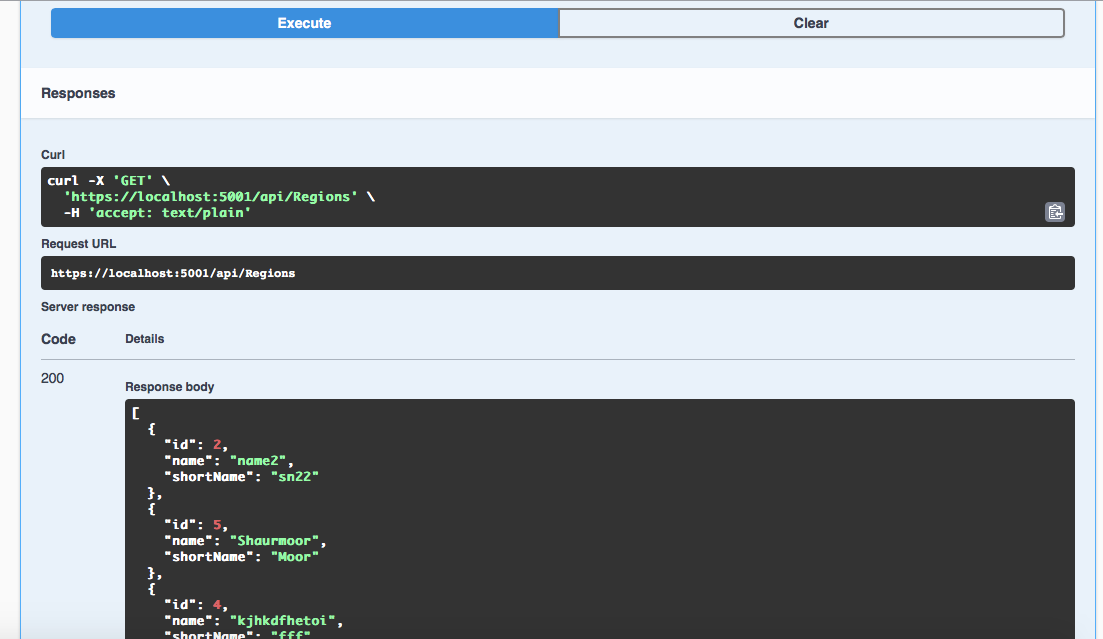 Execute
Clear
Responses
Curl
curl -X 'GET' \
'https://localhost:5001/api/Regions' \
-H 'accept: text/plain'
Request URL
https://localhost:5001/api/Regions
Server response
Code Details
200
Response body
[
{
"id": 2,
"name": "name2",
"shortName": "sn22"
},
{
"id": 5,
"name": "Shaurmoor",
"shortName": "Moor"
},
{
"id": 4,
"name": "kjhkdfhetoi",
"shortName": "fff"